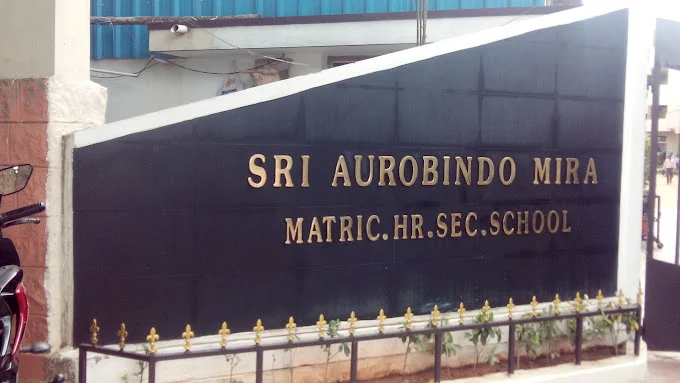 SRI AUROBINDO MIRA
MATRIC.HR.SEC.SCHOOL